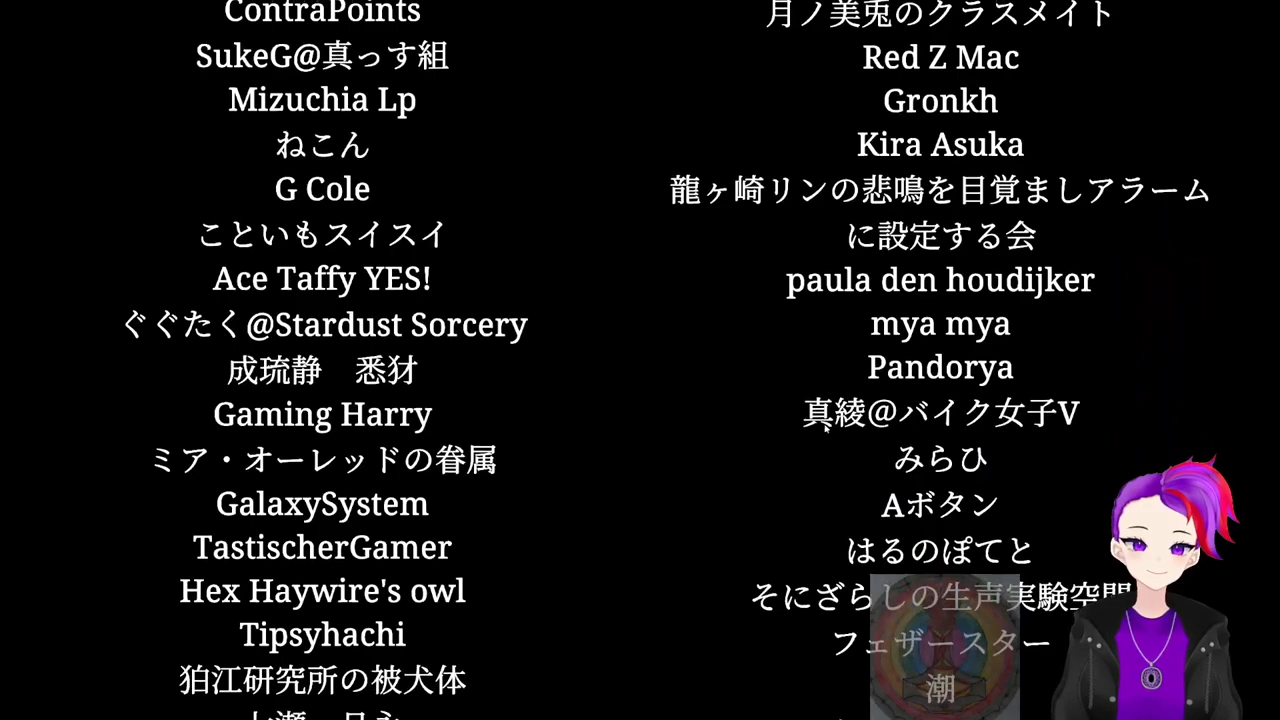 ContraPoints
SukeG@真っす組
Mizuchia Lp
ねこん
G Cole
こといもスイスイ
Ace Taffy YES!
ぐぐたく@Stardust Sorcery
成琉静　悉犲
Gaming Harry
ミア・オーレッドの眷属
GalaxySystem
TastischerGamer
Hex Haywire's owl
Tipsyhachi
狛江研究所の被犬体
月ノ美兎のクラスメイト
Red Z Mac
Gronkh
Kira Asuka
龍ヶ崎リンの悲鳴を目覚ましアラーム
に設定する会
paula den houdijker
mya mya
Pandorya
真綾@バイク女子V
みらひ
Aボタン
はるのぽてと
そにざらしの生声実験空間
フェザースター
潮